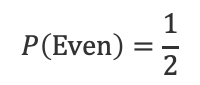 P(Even) = 1/2